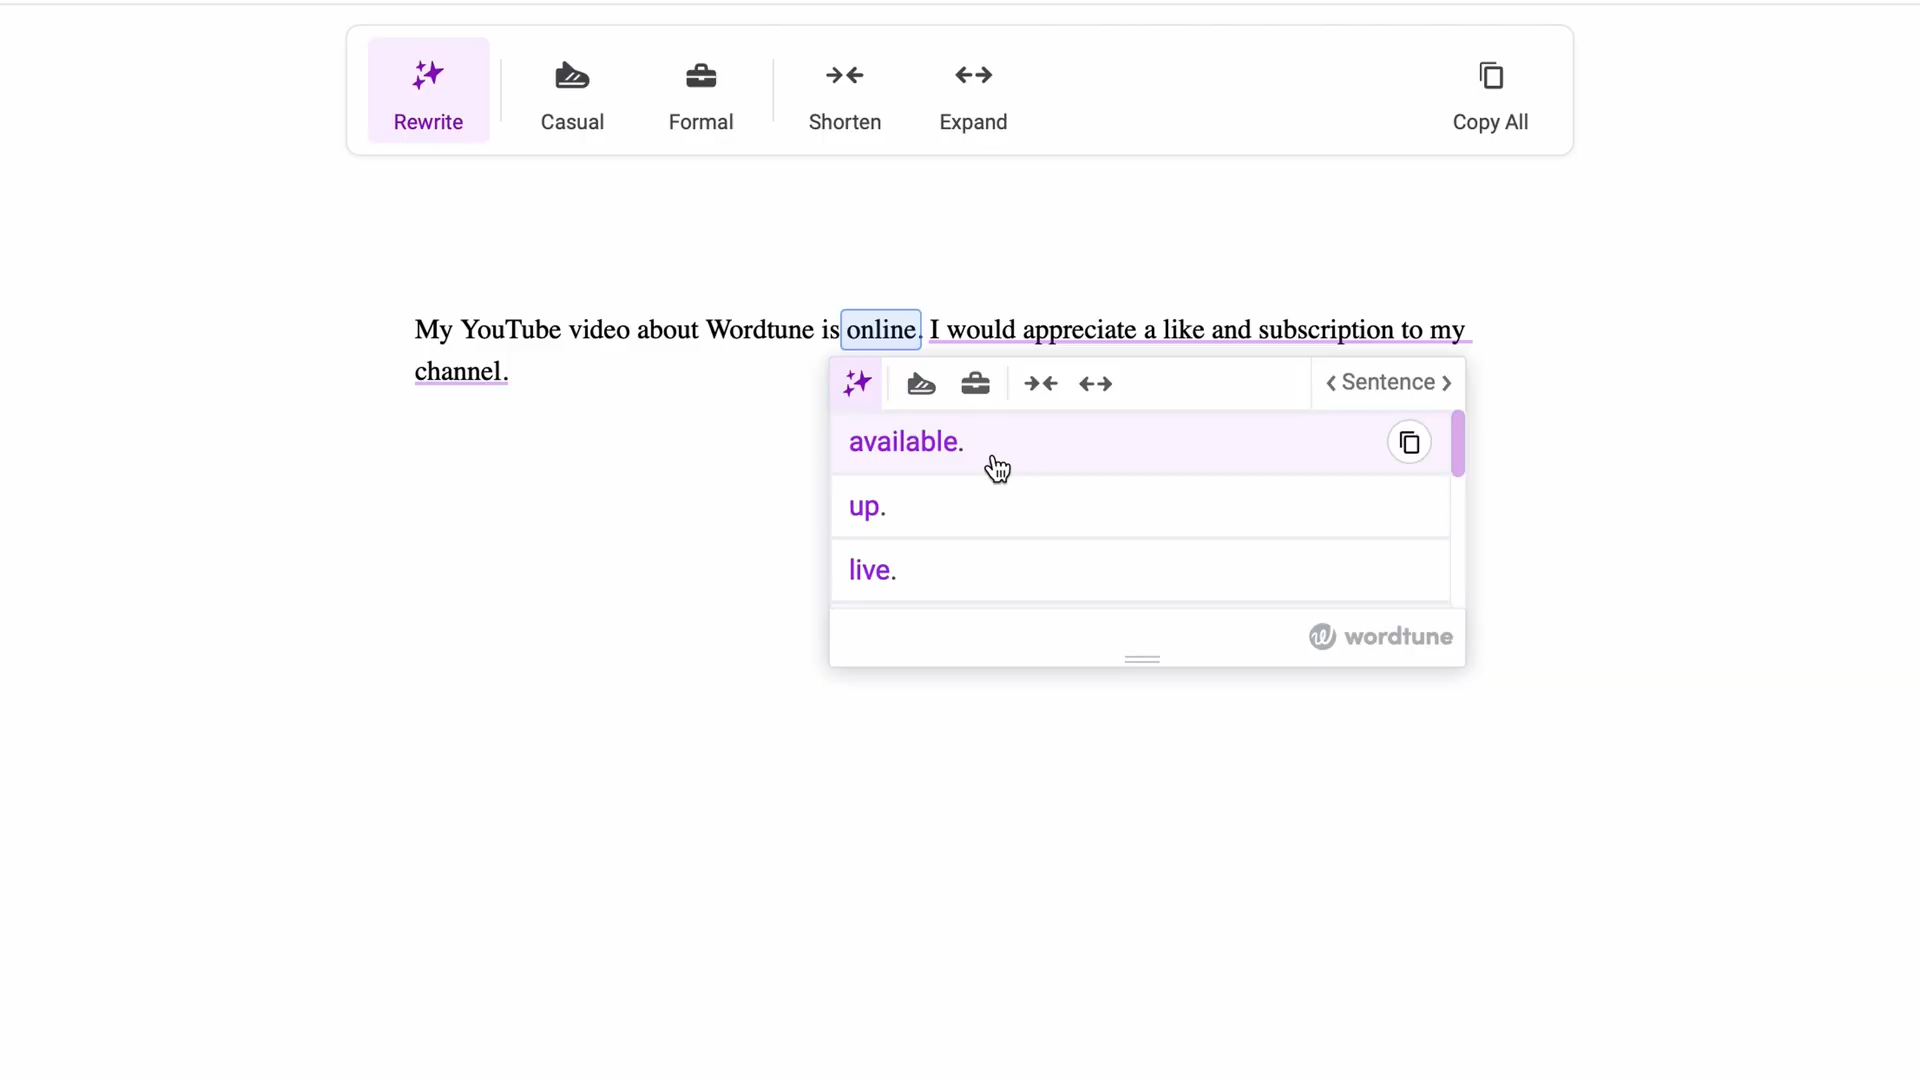 Rewrite
Casual
Formal
Shorten
Expand
Copy All
My YouTube video about Wordtune is online. I would appreciate a like and subscription to my
channel.
Sentence
available.
up.
live.
wordtune